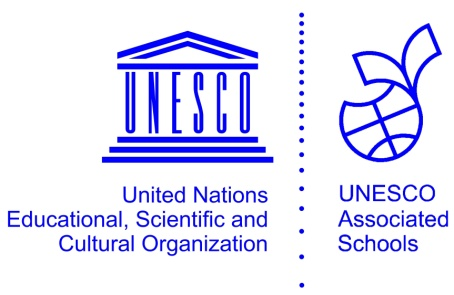 UNESCO
United Nations
Educational, Scientific and
Cultural Organization
UNESCO
Associated
Schools